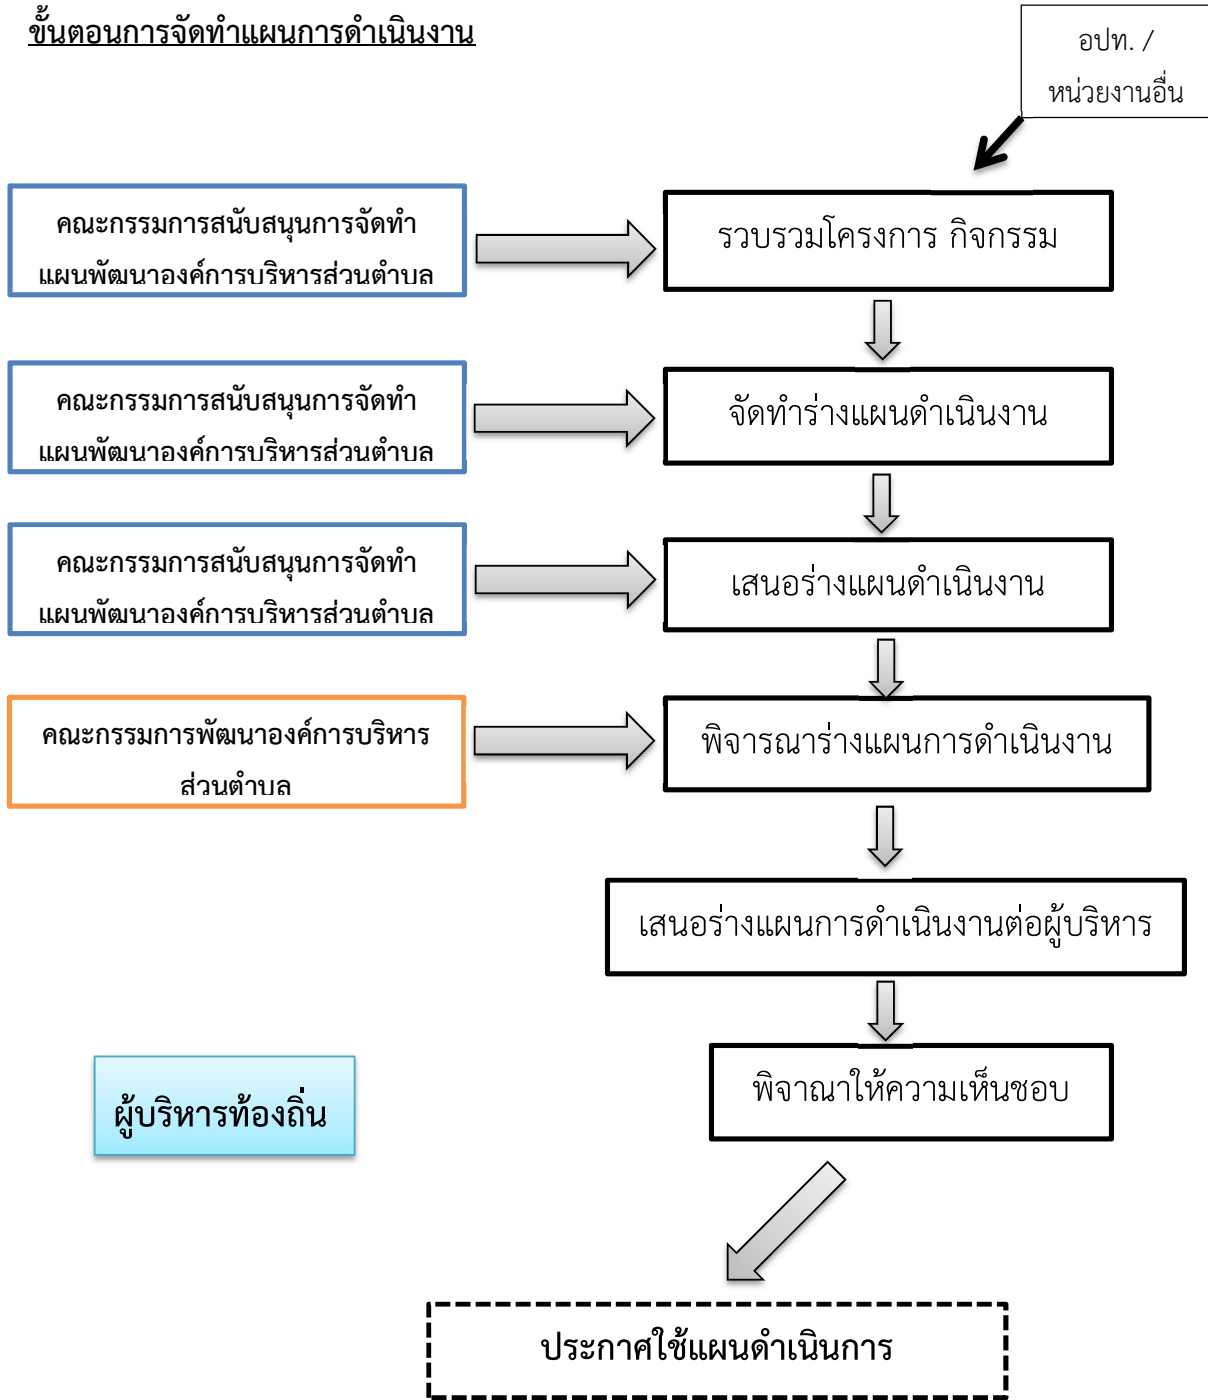 ขั้นตอนการจัดทำแผนการดำเนินงาน
อปท. /
หน่วยงานอื่น
คณะกรรมการสนับสนุนการจัดทำ
แผนพัฒนาองค์การบริหารส่วนตำบล
รวบรวมโครงการ กิจกรรม
คณะกรรมการสนับสนุนการจัดทำ
แผนพัฒนาองค์การบริหารส่วนตำบล
จัดทำร่างแผนดำเนินงาน
คณะกรรมการสนับสนุนการจัดทำ
แผนพัฒนาองค์การบริหารส่วนตำบล
เสนอร่างแผนดำเนินงาน
คณะกรรมการพัฒนาองค์การบริหาร
ส่วนตำบล
พิจารณาร่างแผนการดำเนินงาน
เสนอร่างแผนการดำเนินงานต่อผู้บริหาร
ผู้บริหารท้องถิ่น
พิจาณาให้ความเห็นชอบ
ประกาศใช้แผนดำเนินการ